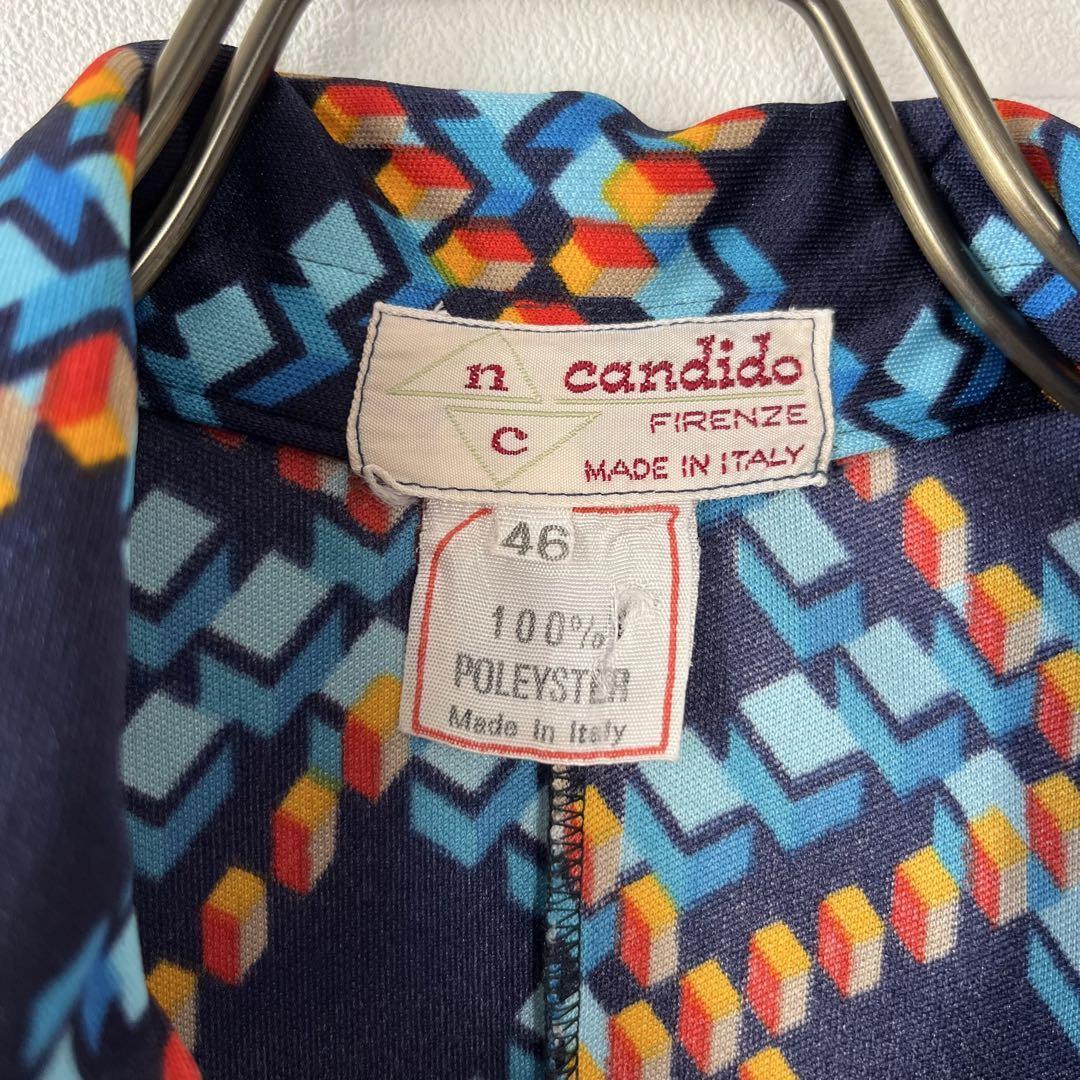 n
c
candido
FIRENZE
MADE IN ITALY
46
100%
POLEYSTER
Made in Italy